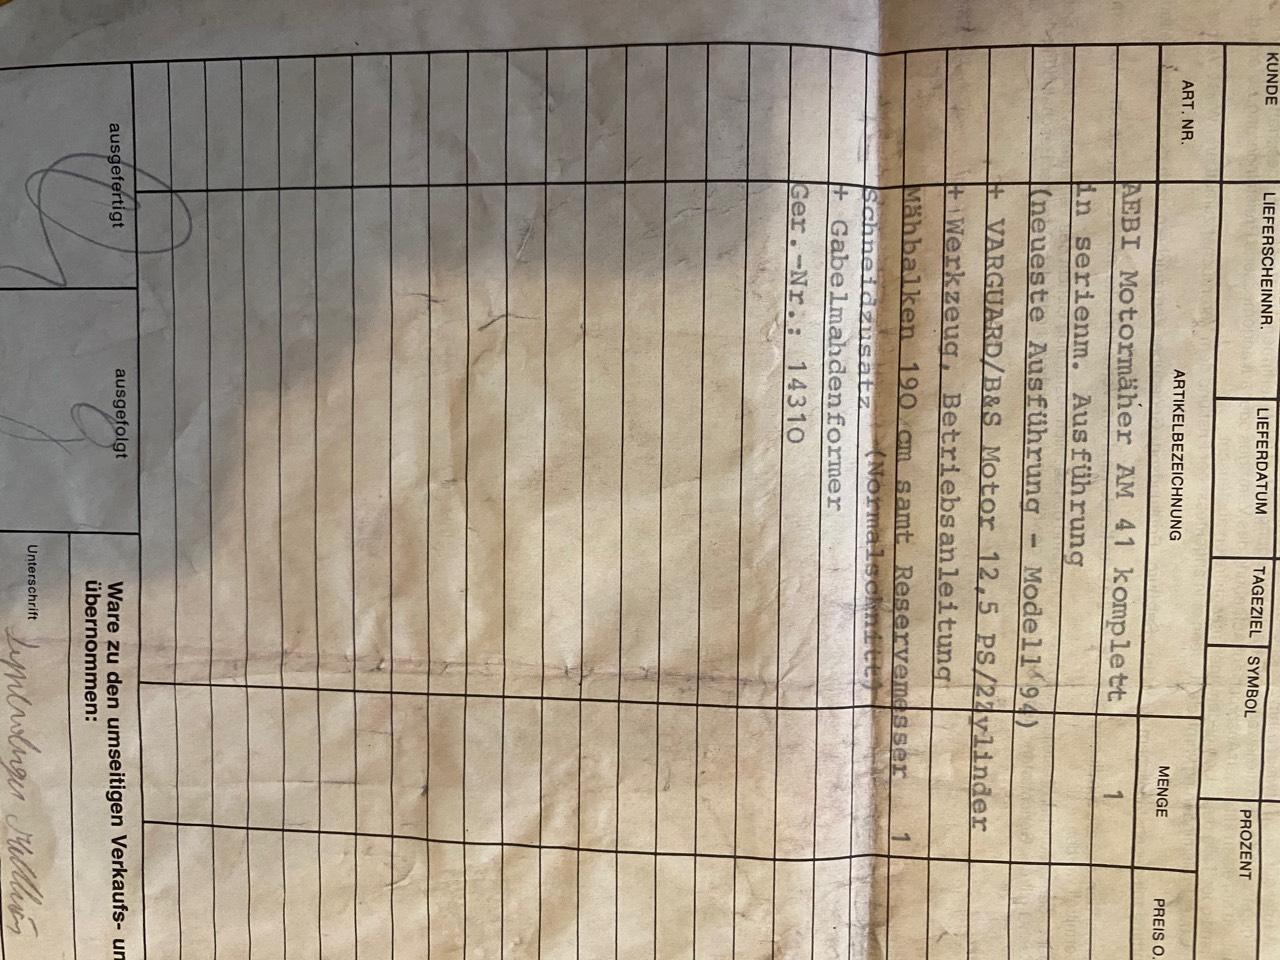 KUNDE LIEFERSCHEINNR. LIEFERDATUM TAGEZIEL SYMBOL PROZENT
ART. NR. ARTIKELBEZEICHNUNG MENGE PREIS O.
AEBI Motormäher AM 41 komplett 1
in serienm. Ausführung
(neueste Ausführung - Modell'94)
+ VARGUARD/B&S Motor 12,5 PS/2Zylinder
+ Werkzeug, Betriebsanleitung
Mähbalken 190 cm samt Reservemesser 1
Schneidzusatz (Normalschnitt)
+ Gabelmahdenformer
Ger.-Nr.: 14310
ausgefertigt
ausgefolgt
Ware zu den umseitigen Verkaufs- un
übernommen:
Unterschrift